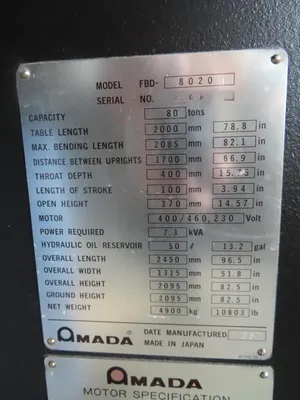 MODEL FBD- 8020
SERIAL NO.
CAPACITY 80 tons
TABLE LENGTH 2000 mm 78.8 in
MAX. BENDING LENGTH 2085 mm 82.1 in
DISTANCE BETWEEN UPRIGHTS 1700 mm 66.9 in
THROAT DEPTH 400 mm in
LENGTH OF STROKE 100 mm 3.94 in
OPEN HEIGHT 370 mm 14.57 in
MOTOR 400/460,230 Volt
POWER REQUIRED 7.3 kVA
HYDRAULIC OIL RESERVOIR 50 ℓ 13.2 gal
OVERALL LENGTH 2450 mm 96.5 in
OVERALL WIDTH 1315 mm 51.8 in
OVERALL HEIGHT 2095 mm 82.5 in
GROUND HEIGHT 2095 mm 82.5 in
NET WEIGHT 4900 kg 10803 lb
AMADA ® DATE MANUFACTURED
MADE IN JAPAN
AMADA
MOTOR SPECIFICATION